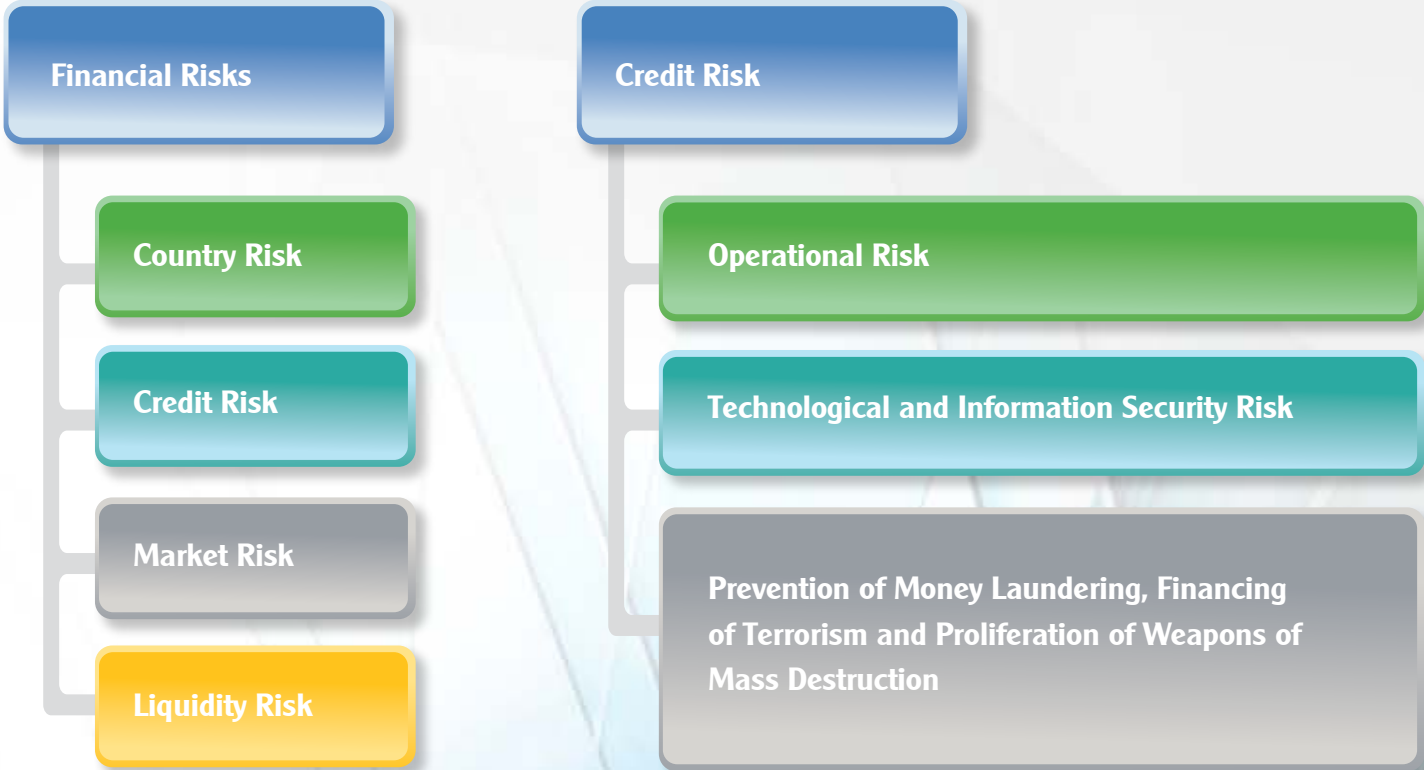 Financial Risks
Country Risk
Credit Risk
Market Risk
Liquidity Risk
Credit Risk
Operational Risk
Technological and Information Security Risk
Prevention of Money Laundering, Financing
of Terrorism and Proliferation of Weapons of
Mass Destruction